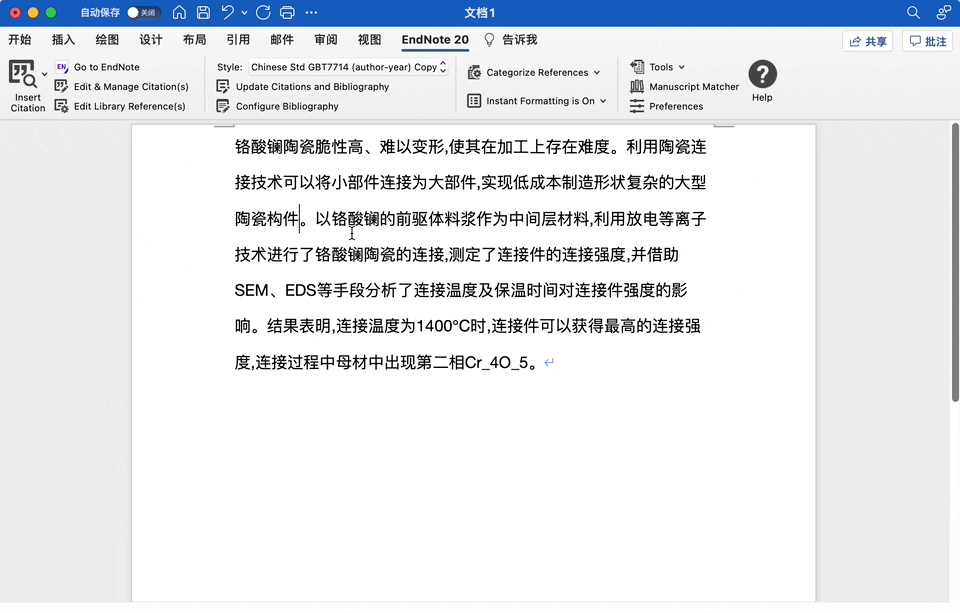 自动保存 关闭 文档1
开始 插入 绘图 设计 布局 引用 邮件 审阅 视图 EndNote 20 告诉我 共享 批注
Insert Citation
EN Go to EndNote
Edit & Manage Citation(s)
Edit Library Reference(s)
Style: Chinese Std GBT7714 (author-year) Copy
Update Citations and Bibliography
Configure Bibliography
Categorize References
Instant Formatting is On
Tools
Manuscript Matcher
Preferences
Help
铬酸镧陶瓷脆性高、难以变形,使其在加工上存在难度。利用陶瓷连
接技术可以将小部件连接为大部件,实现低成本制造形状复杂的大型
陶瓷构件。以铬酸镧的前驱体料浆作为中间层材料,利用放电等离子
技术进行了铬酸镧陶瓷的连接,测定了连接件的连接强度,并借助
SEM、EDS等手段分析了连接温度及保温时间对连接件强度的影
响。结果表明,连接温度为1400°C时,连接件可以获得最高的连接强
度,连接过程中母材中出现第二相Cr_4O_5。